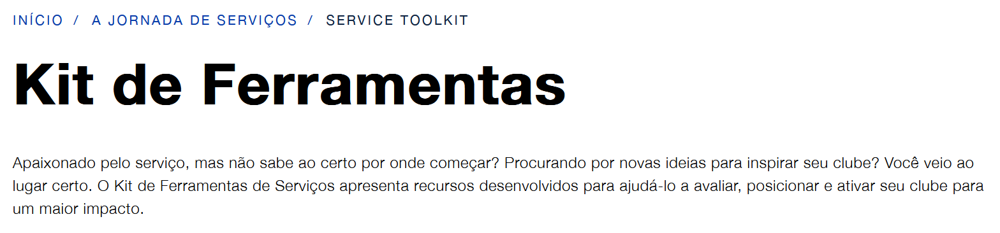 INÍCIO / A JORNADA DE SERVIÇOS / SERVICE TOOLKIT
Kit de Ferramentas
Apaixonado pelo serviço, mas não sabe ao certo por onde começar? Procurando por novas ideias para inspirar seu clube? Você veio ao
lugar certo. O Kit de Ferramentas de Serviços apresenta recursos desenvolvidos para ajudá-lo a avaliar, posicionar e ativar seu clube para
um maior impacto.